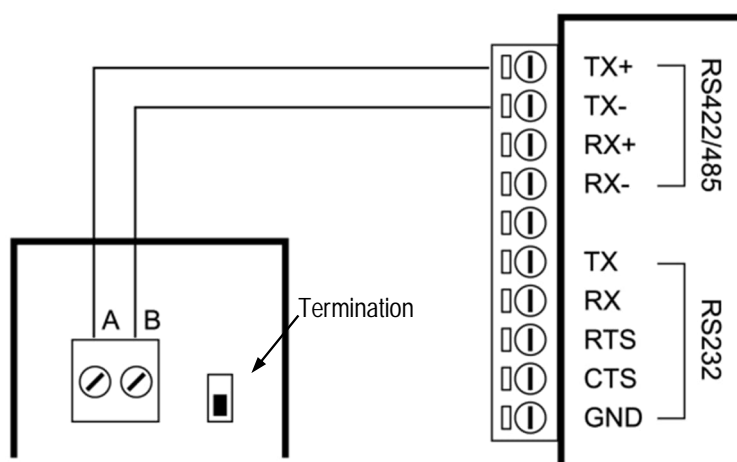 TX+
TX-
RX+
RX-
RS422/485
TX
RX
RTS
CTS
GND
RS232
A B
Termination